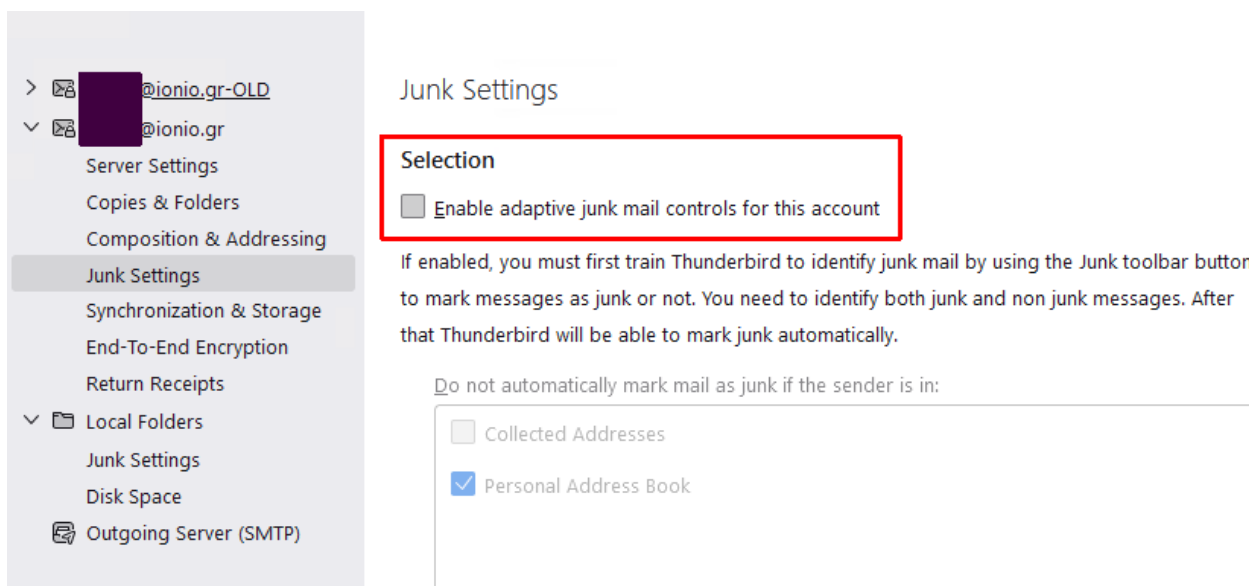 @ionio.gr-OLD
@ionio.gr
Server Settings
Copies & Folders
Composition & Addressing
Junk Settings
Synchronization & Storage
End-To-End Encryption
Return Receipts
Local Folders
Junk Settings
Disk Space
Outgoing Server (SMTP)
Junk Settings
Selection
Enable adaptive junk mail controls for this account
If enabled, you must first train Thunderbird to identify junk mail by using the Junk toolbar button
to mark messages as junk or not. You need to identify both junk and non junk messages. After
that Thunderbird will be able to mark junk automatically.
Do not automatically mark mail as junk if the sender is in:
Collected Addresses
Personal Address Book